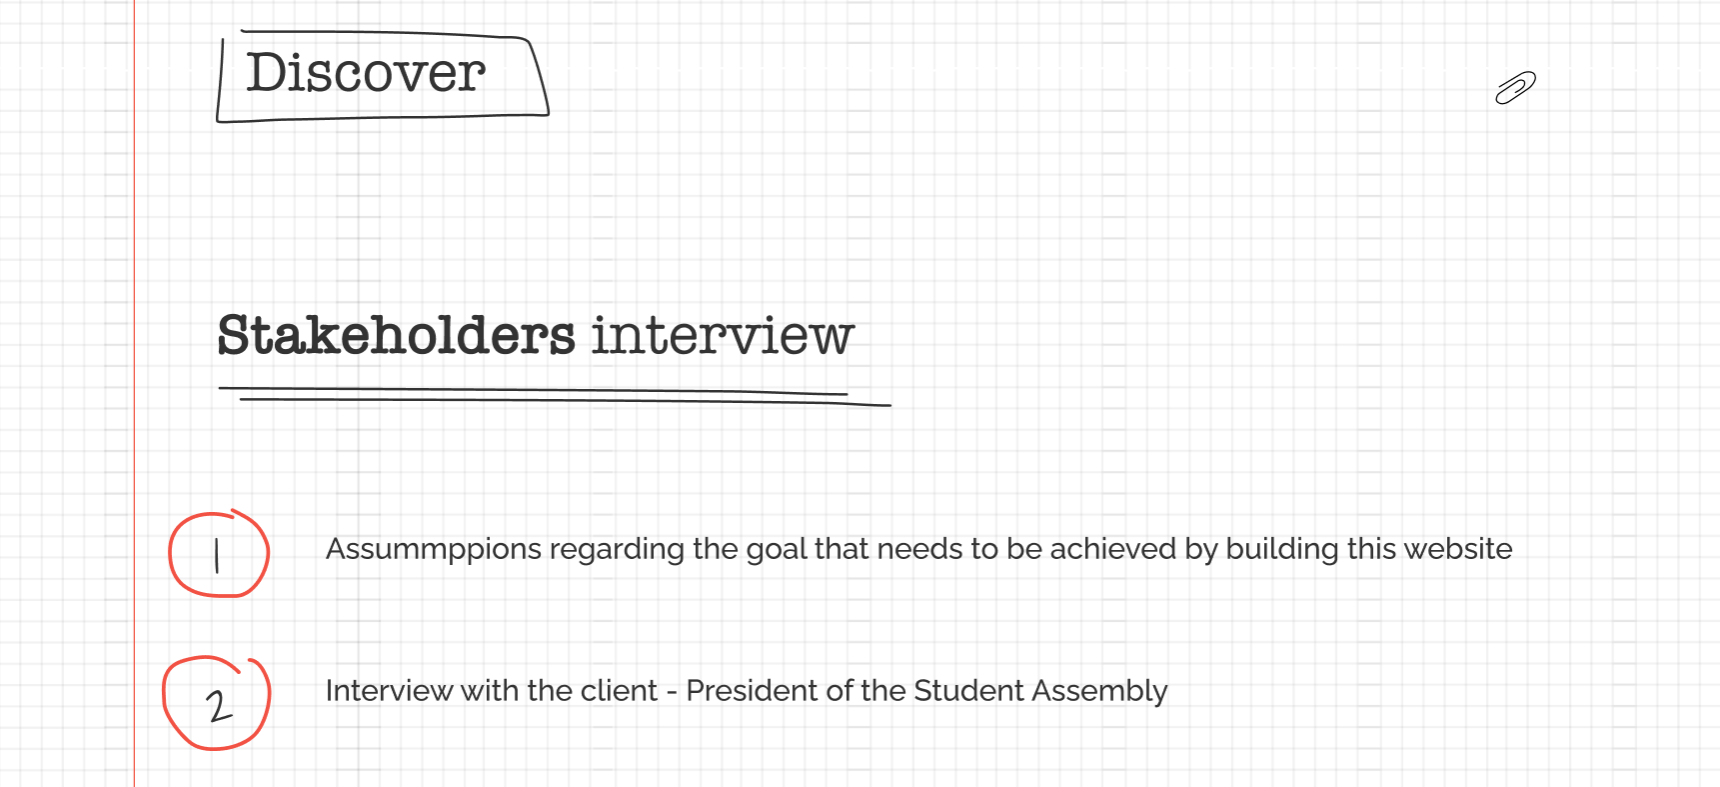 Discover
Stakeholders interview
1
Assummppions regarding the goal that needs to be achieved by building this website
2
Interview with the client - President of the Student Assembly